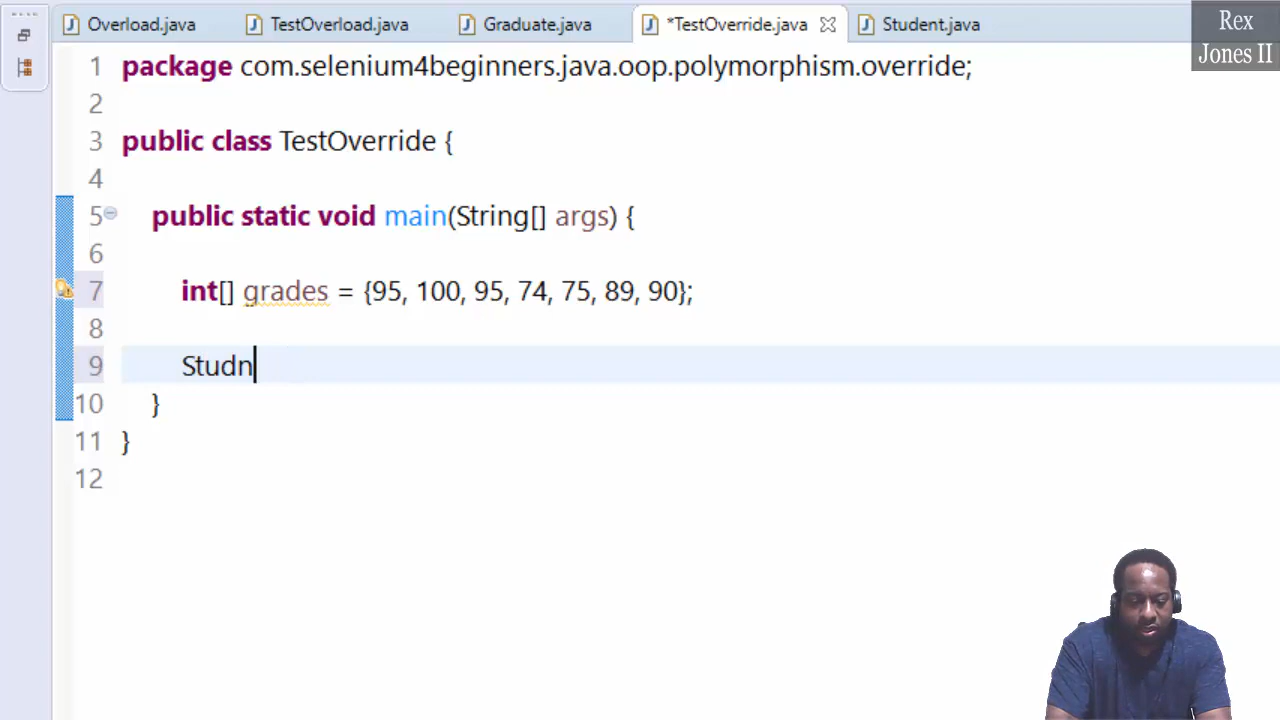 Overload.java TestOverload.java Graduate.java *TestOverride.java Student.java
Rex
Jones II
1 package com.selenium4beginners.java.oop.polymorphism.override;
2
3 public class TestOverride {
4
5 public static void main(String[] args) {
6
7 int[] grades = {95, 100, 95, 74, 75, 89, 90};
8
9 Studn
10 }
11 }
12